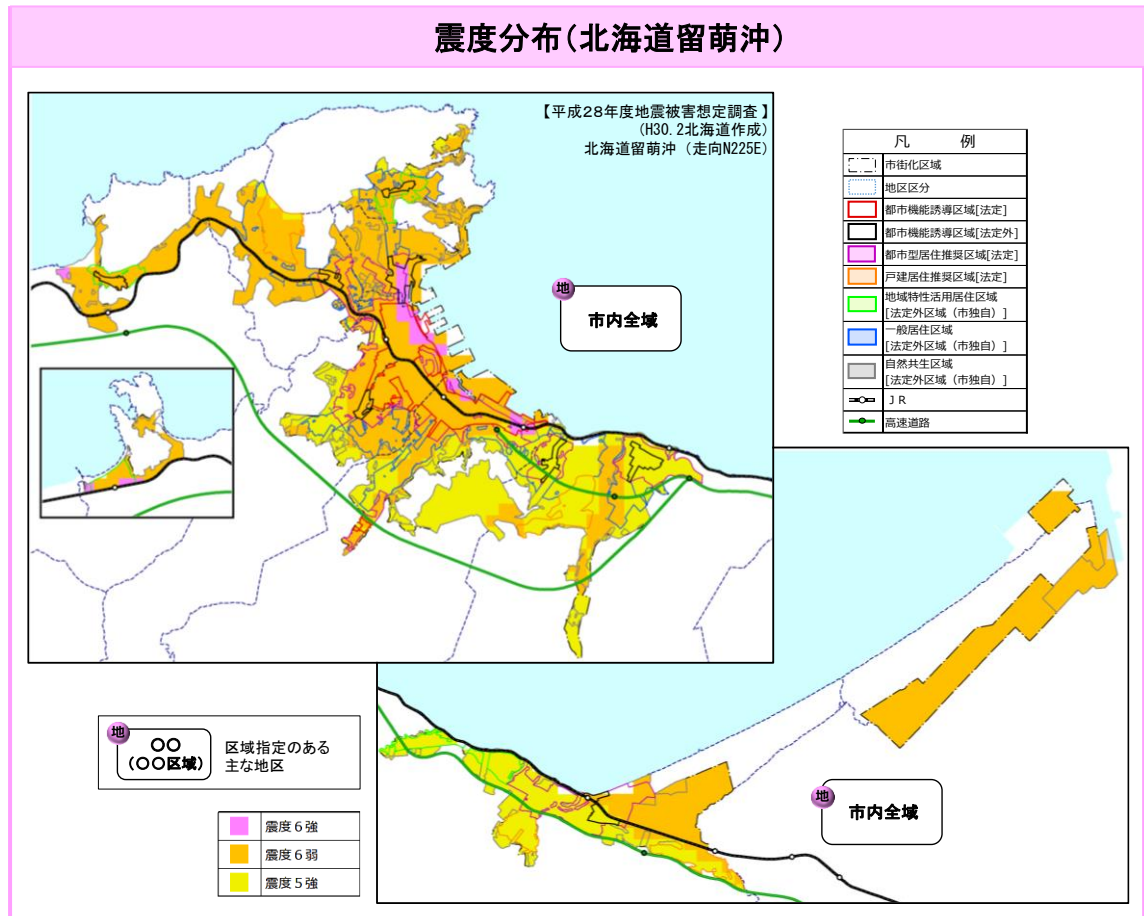 震度分布（北海道留萌沖）
【平成28年度地震被害想定調査】
（H30.2北海道作成）
北海道留萌沖（走向N225E）
地
市内全域
凡 例
市街化区域
地区区分
都市機能誘導区域[法定]
都市機能誘導区域[法定外]
都市型居住推奨区域[法定]
戸建居住推奨区域[法定]
地域特性活用居住区域
[法定外区域（市独自）]
一般居住区域
[法定外区域（市独自）]
自然共生区域
[法定外区域（市独自）]
ＪＲ
高速道路
地
○○
（○○区域）
区域指定のある
主な地区
震度６強
震度６弱
震度５強
地
市内全域